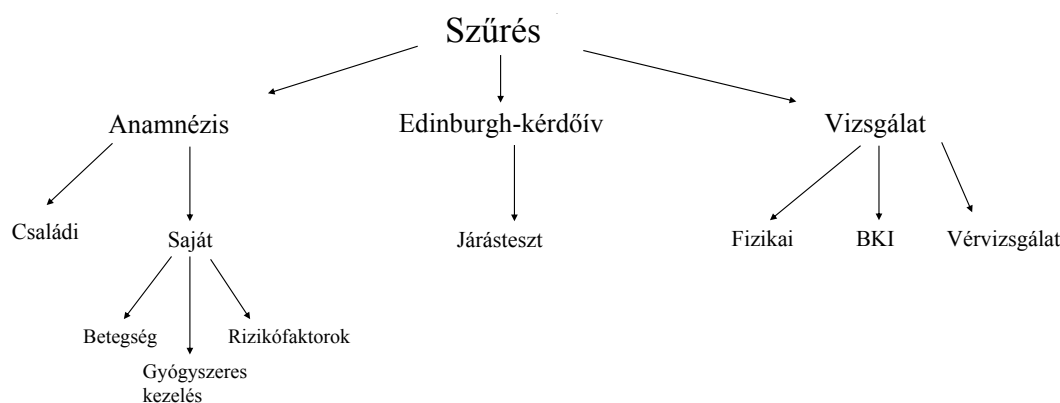 Szűrés
Anamnézis
Edinburgh-kérdőív
Vizsgálat
Családi
Saját
Járásteszt
Fizikai
BKI
Vérvizsgálat
Betegség
Rizikófaktorok
Gyógyszeres
kezelés